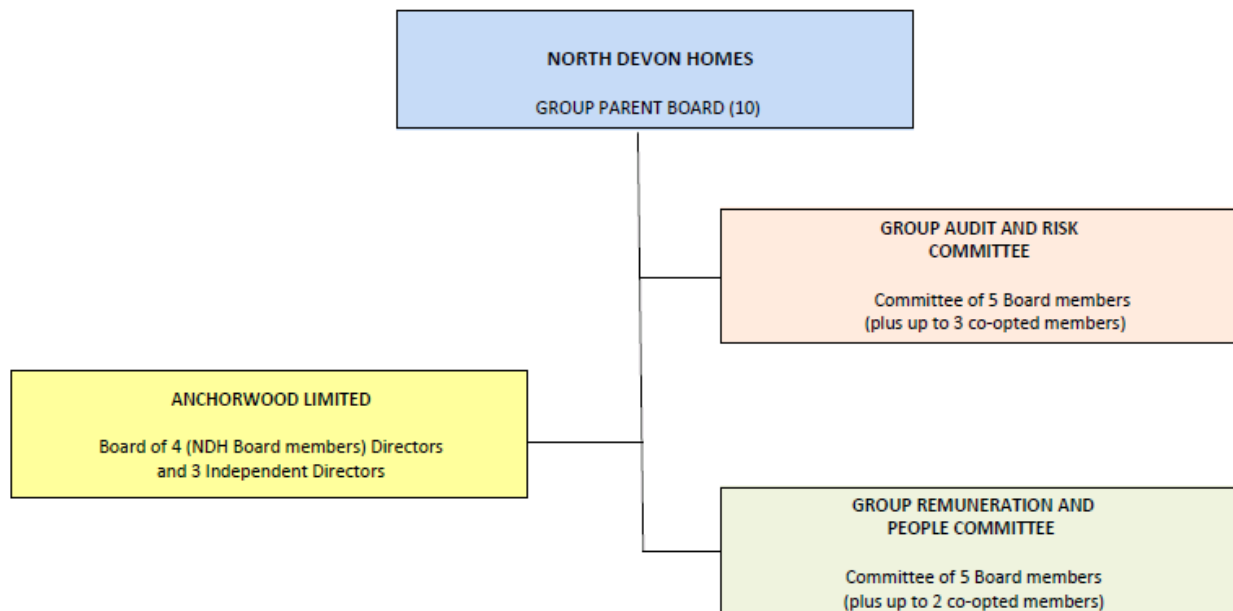 NORTH DEVON HOMES
GROUP PARENT BOARD (10)
GROUP AUDIT AND RISK
COMMITTEE
Committee of 5 Board members
(plus up to 3 co-opted members)
ANCHORWOOD LIMITED
Board of 4 (NDH Board members) Directors
and 3 Independent Directors
GROUP REMUNERATION AND
PEOPLE COMMITTEE
Committee of 5 Board members
(plus up to 2 co-opted members)